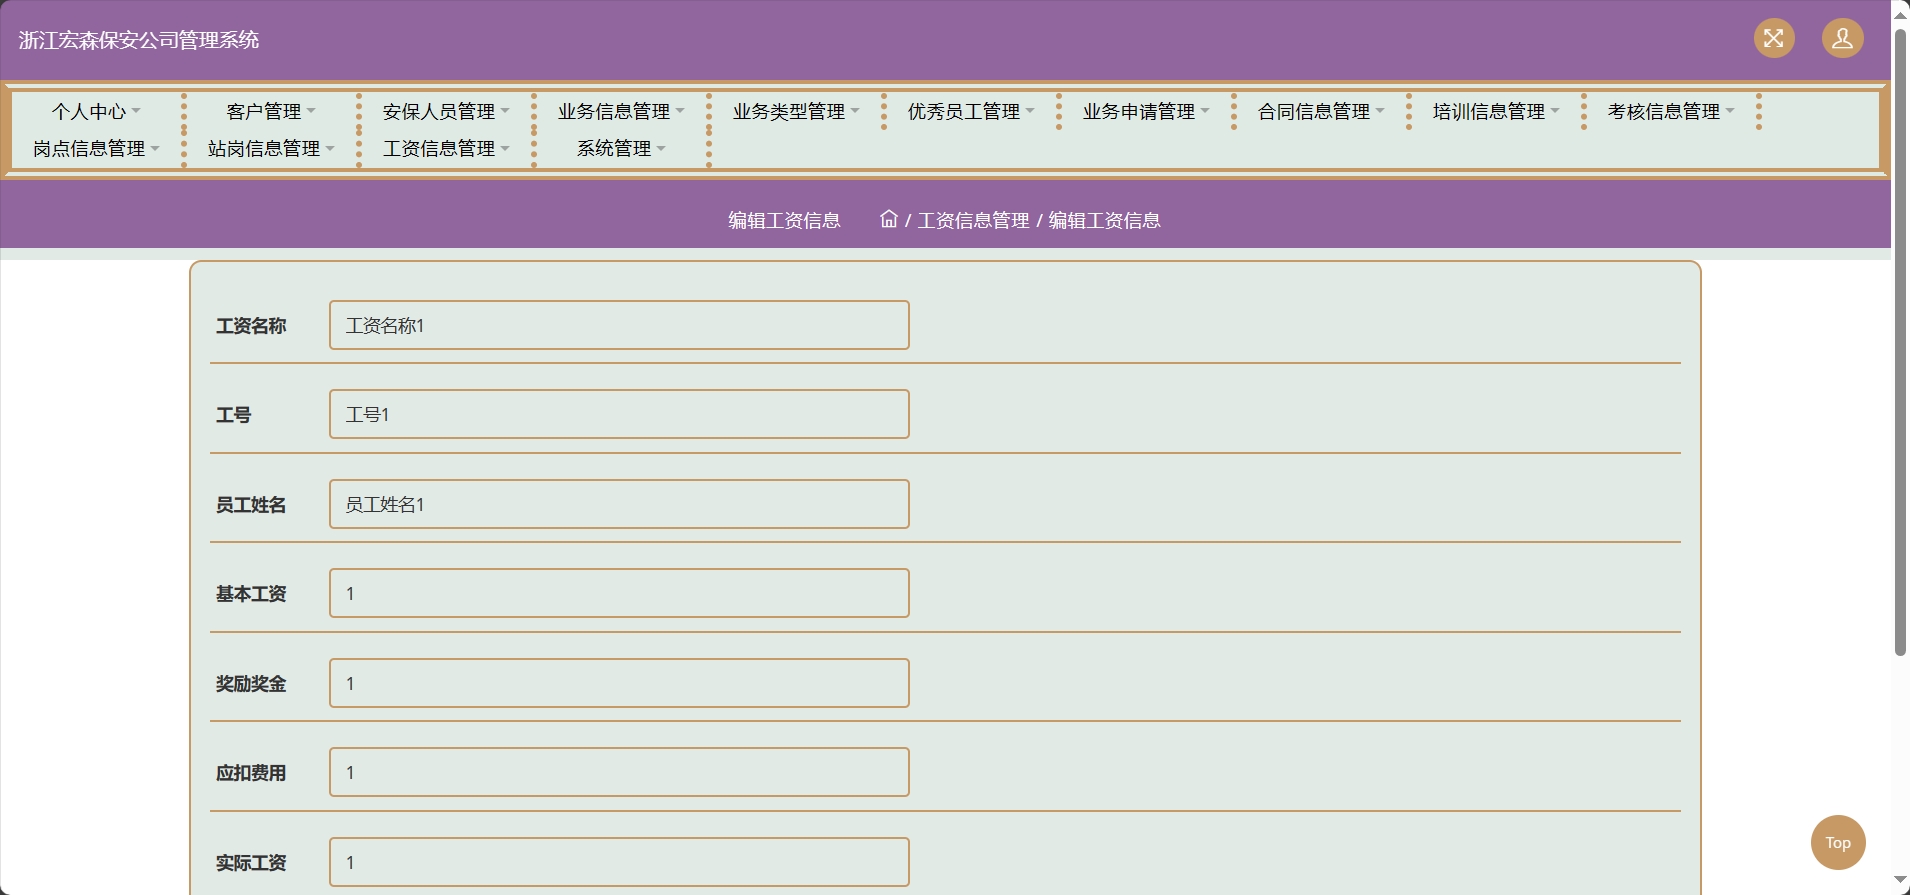 浙江宏森保安公司管理系统
个人中心 客户管理 安保人员管理 业务信息管理 业务类型管理 优秀员工管理 业务申请管理 合同信息管理 培训信息管理 考核信息管理
岗点信息管理 站岗信息管理 工资信息管理 系统管理
编辑工资信息 / 工资信息管理 / 编辑工资信息
工资名称 工资名称1
工号 工号1
员工姓名 员工姓名1
基本工资 1
奖励奖金 1
应扣费用 1
实际工资 1
Top